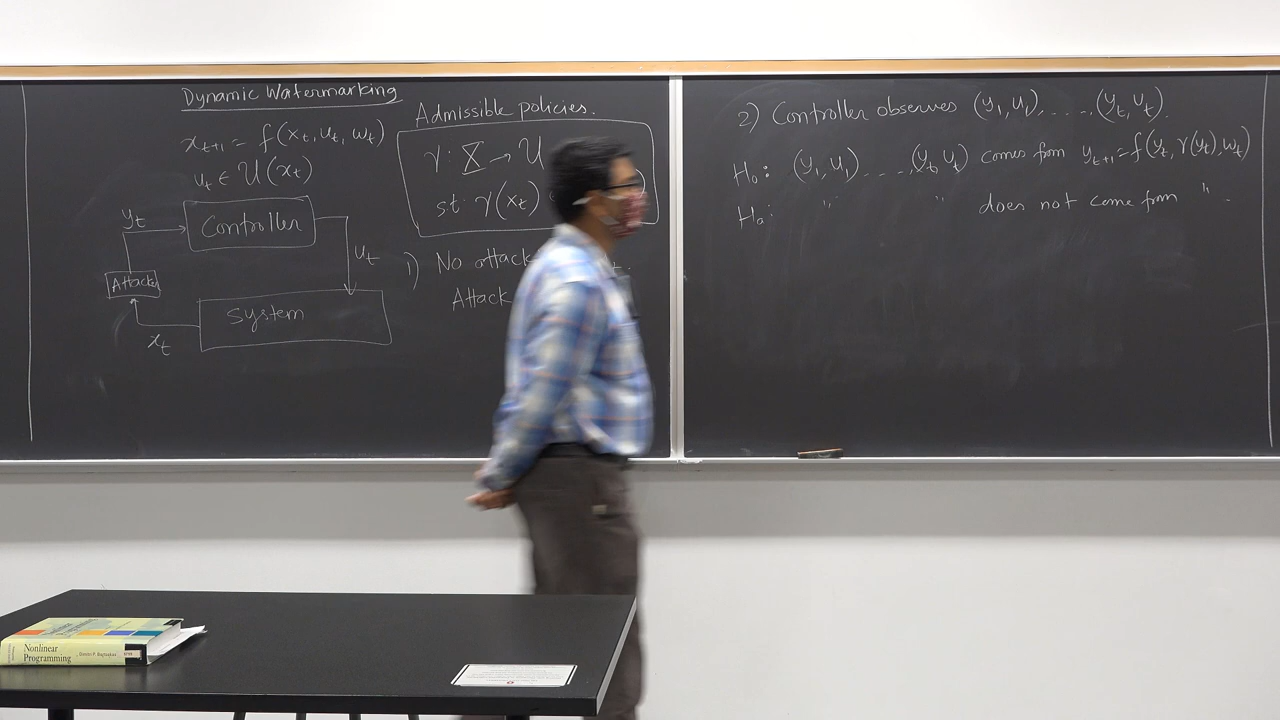 Dynamic Watermarking
x_{t+1} = f(x_t, u_t, w_t)
u_t ∈ U(x_t)
y_t
Controller
u_t
Attack
System
x_t
Admissible policies.
γ: X → U
st. γ(x_t)
1) No attack
Attack
2) Controller observes (y_1, u_1), ..., (y_t, u_t).
H_0: (y_1, u_1) .... (y_t, u_t) comes from y_{t+1} = f(y_t, γ(y_t), w_t)
H_a: " " does not come from " .
Nonlinear
Programming
Dimitri P. Bertsekas